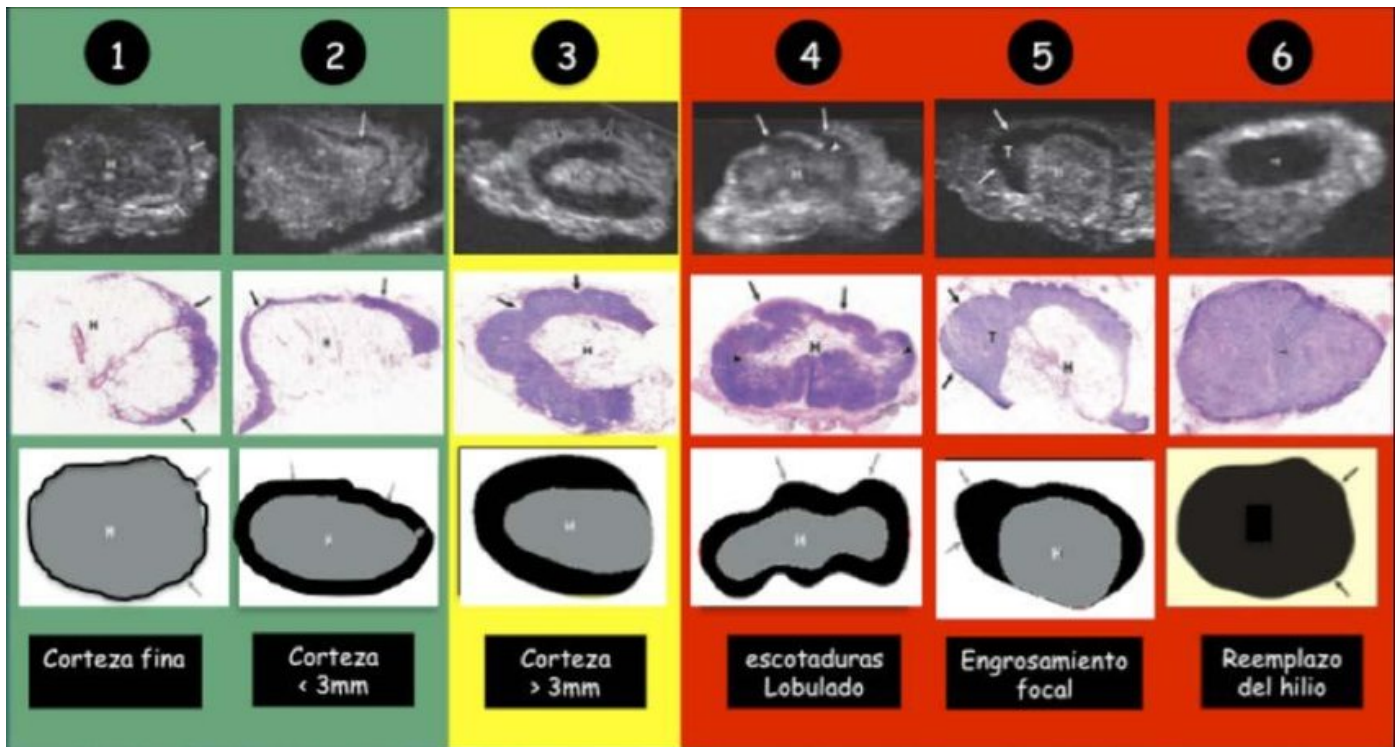 1
2
3
4
5
6
H
H
H
T
H
H
H
H
T
H
H
H
H
Corteza fina
Corteza
< 3mm
Corteza
> 3mm
escotaduras
Lobulado
Engrosamiento
focal
Reemplazo
del hilio